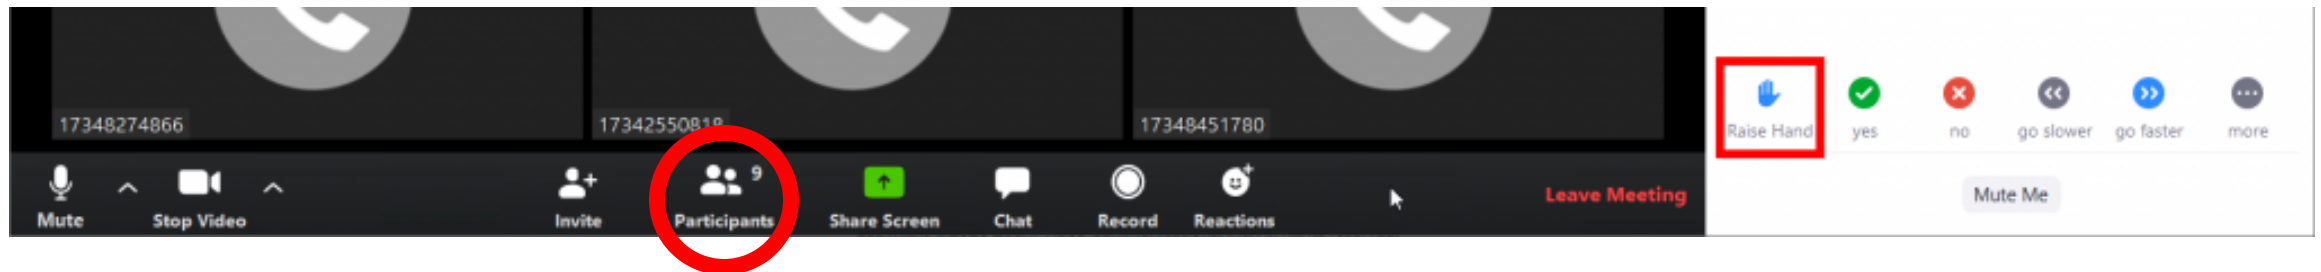 17348274866
17342550818
17348451780
Raise Hand
yes
no
go slower
go faster
more
9
Mute
Stop Video
Invite
Participants
Share Screen
Chat
Record
Reactions
Leave Meeting
Mute Me